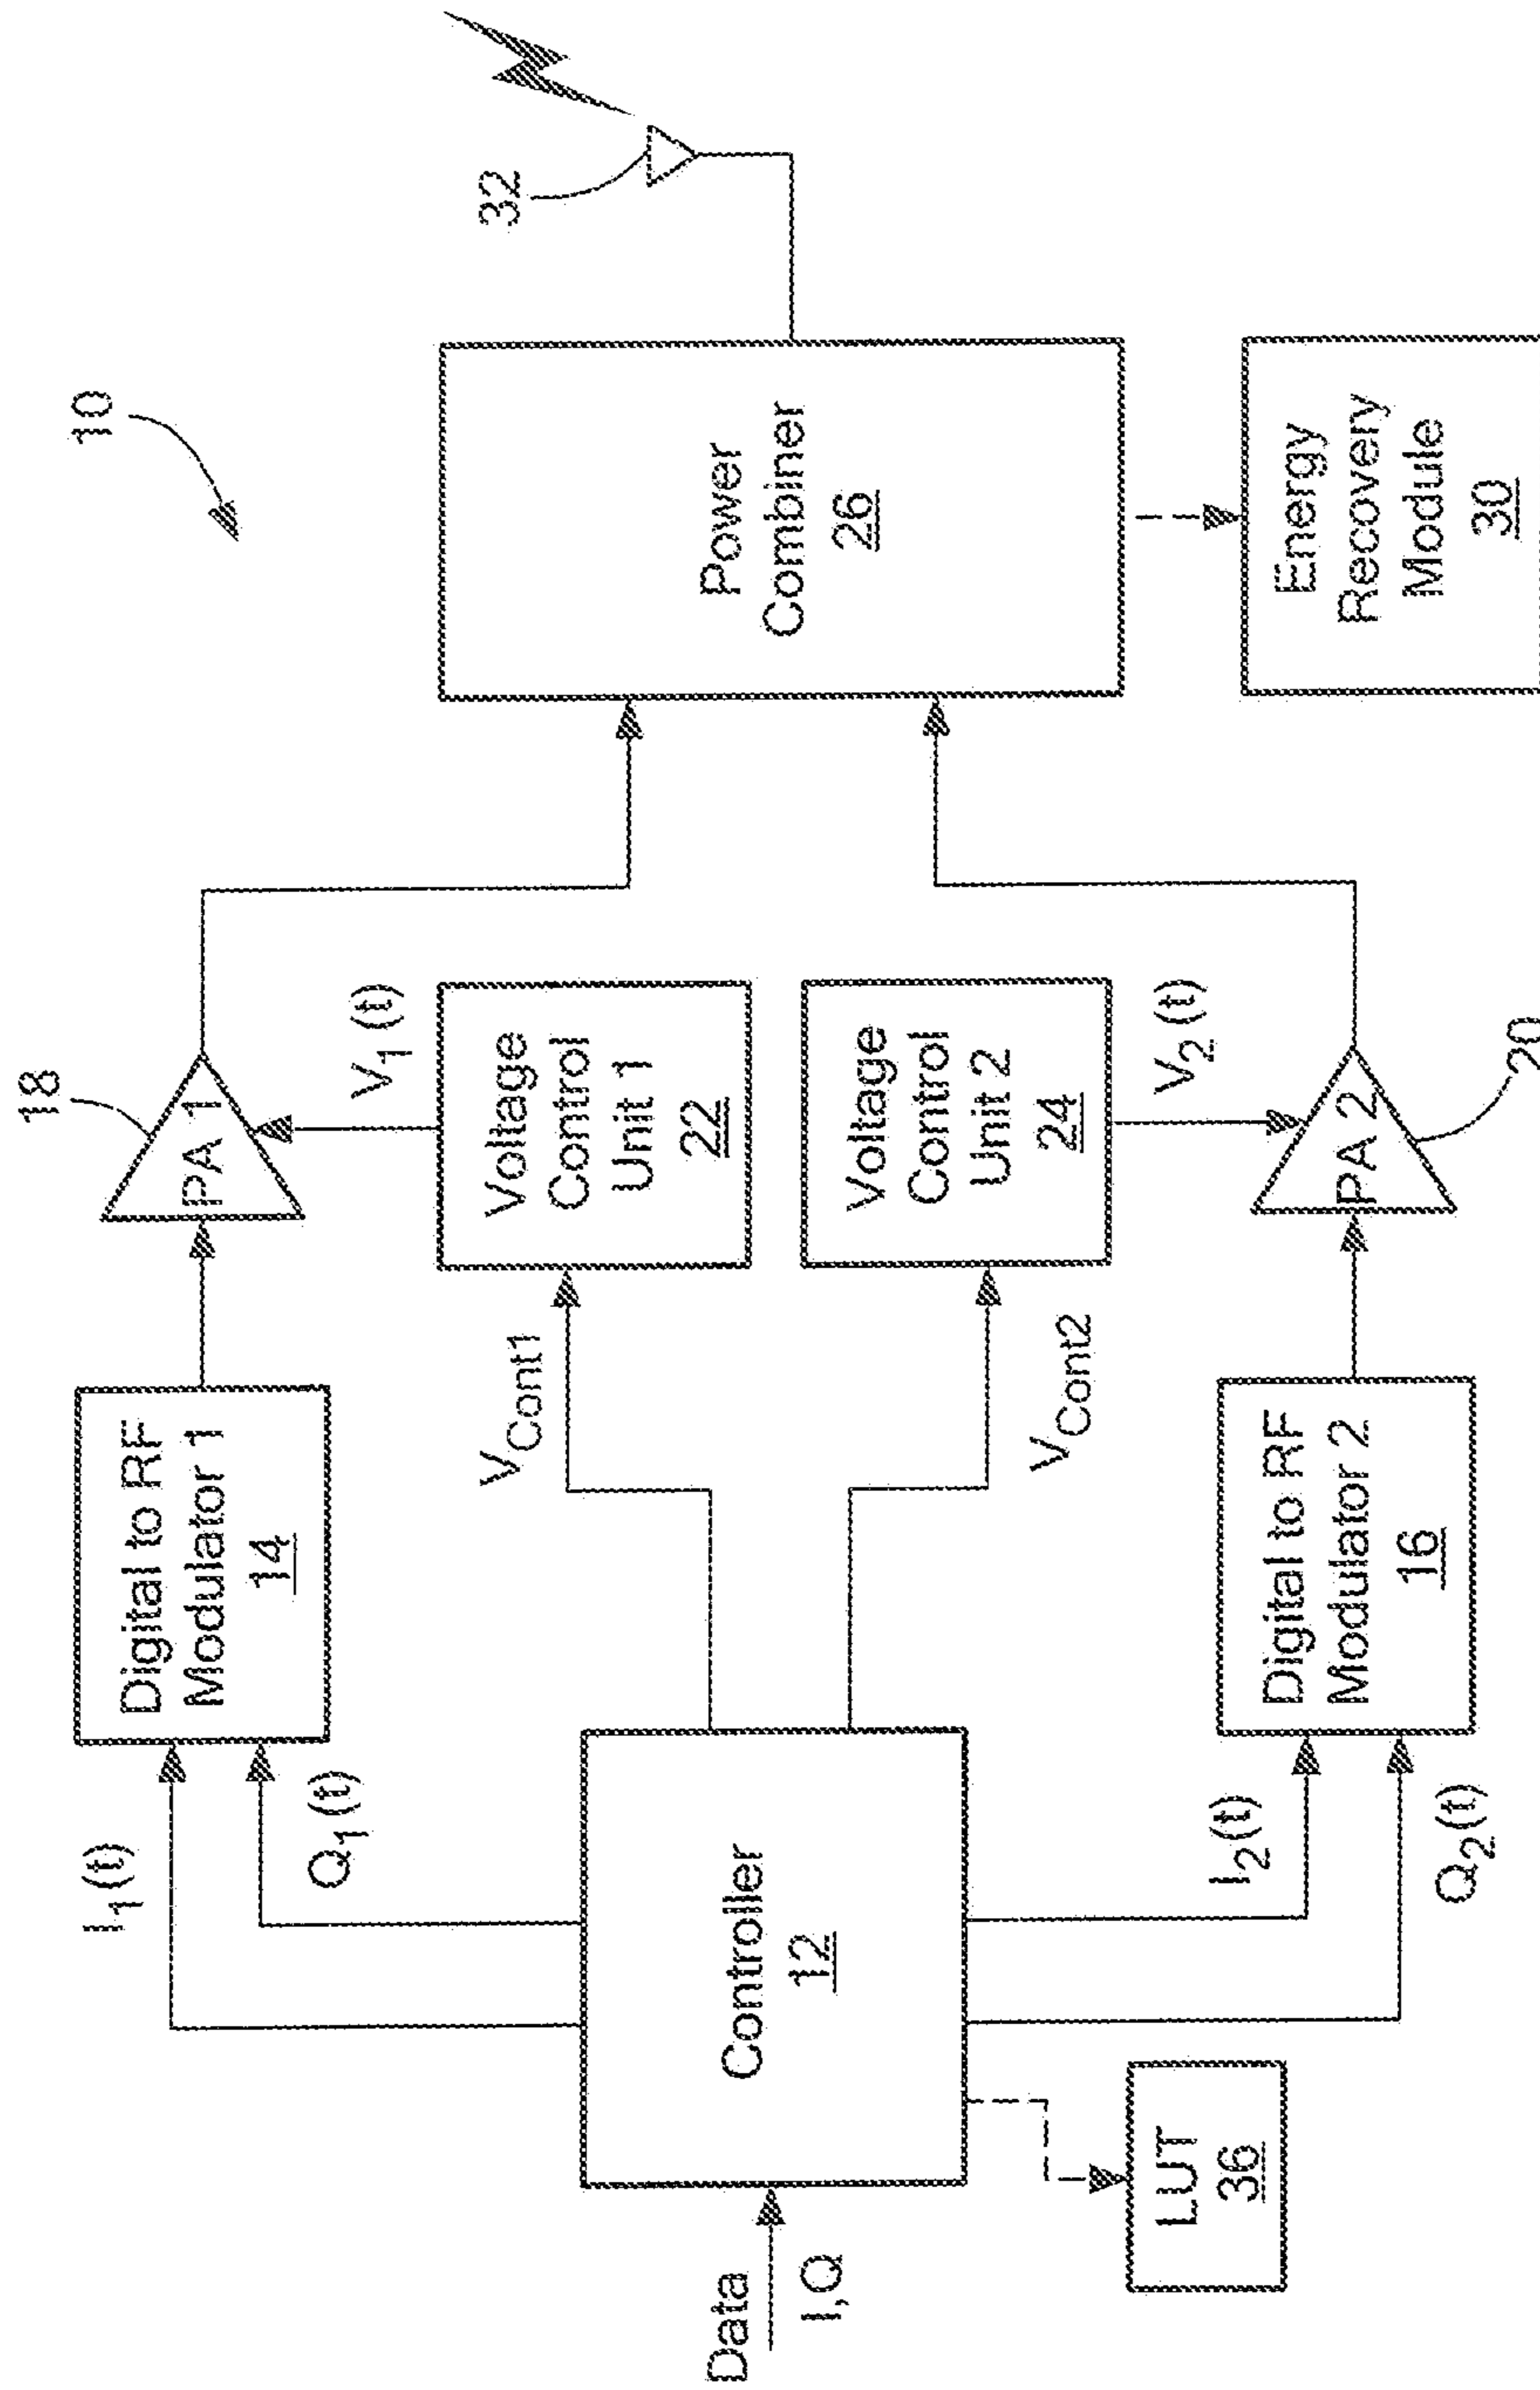 10
Data
I,Q
Controller
12
LUT
36
I1(t)
Q1(t)
Digital to RF
Modulator 1
14
18
PA 1
V1(t)
VCont1
Voltage
Control
Unit 1
22
Voltage
Control
Unit 2
24
VCont2
V2(t)
I2(t)
Q2(t)
Digital to RF
Modulator 2
16
PA 2
20
Power
Combiner
26
Energy
Recovery
Module
30
32